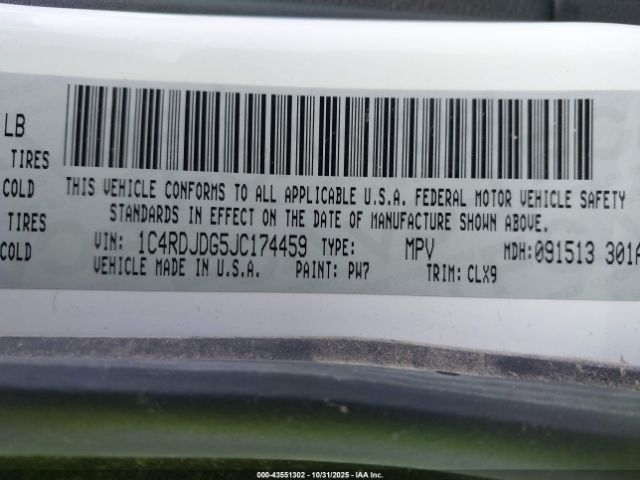 LB
TIRES
COLD
TIRES
COLD
THIS VEHICLE CONFORMS TO ALL APPLICABLE U.S.A. FEDERAL MOTOR VEHICLE SAFETY
STANDARDS IN EFFECT ON THE DATE OF MANUFACTURE SHOWN ABOVE.
VIN: 1C4RDJDG5JC174459 TYPE: MPV MDH:091513 301A
VEHICLE MADE IN U.S.A. PAINT: PW7 TRIM: CLX9
000-43551302 - 10/31/2025 - IAA Inc.